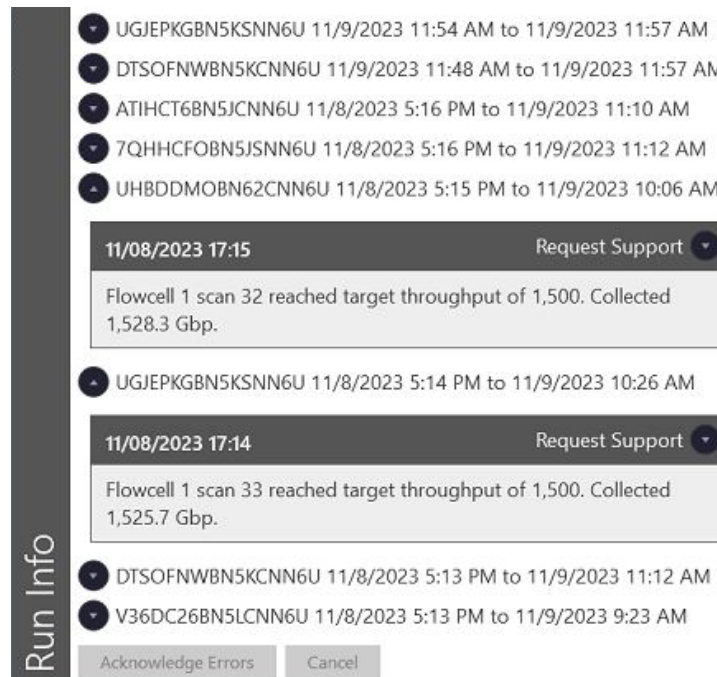 UGJEPKGBN5KSNN6U 11/9/2023 11:54 AM to 11/9/2023 11:57 AM
DTSOFNWBN5KCNN6U 11/9/2023 11:48 AM to 11/9/2023 11:57 AM
ATIHCT6BN5JCNN6U 11/8/2023 5:16 PM to 11/9/2023 11:10 AM
7QHHCFOBN5JSNN6U 11/8/2023 5:16 PM to 11/9/2023 11:12 AM
UHBDDMOBN62CNN6U 11/8/2023 5:15 PM to 11/9/2023 10:06 AM
11/08/2023 17:15 Request Support
Flowcell 1 scan 32 reached target throughput of 1,500. Collected
1,528.3 Gbp.
UGJEPKGBN5KSNN6U 11/8/2023 5:14 PM to 11/9/2023 10:26 AM
11/08/2023 17:14 Request Support
Flowcell 1 scan 33 reached target throughput of 1,500. Collected
1,525.7 Gbp.
DTSOFNWBN5KCNN6U 11/8/2023 5:13 PM to 11/9/2023 11:12 AM
V36DC26BN5LCNN6U 11/8/2023 5:13 PM to 11/9/2023 9:23 AM
Acknowledge Errors Cancel
Run Info